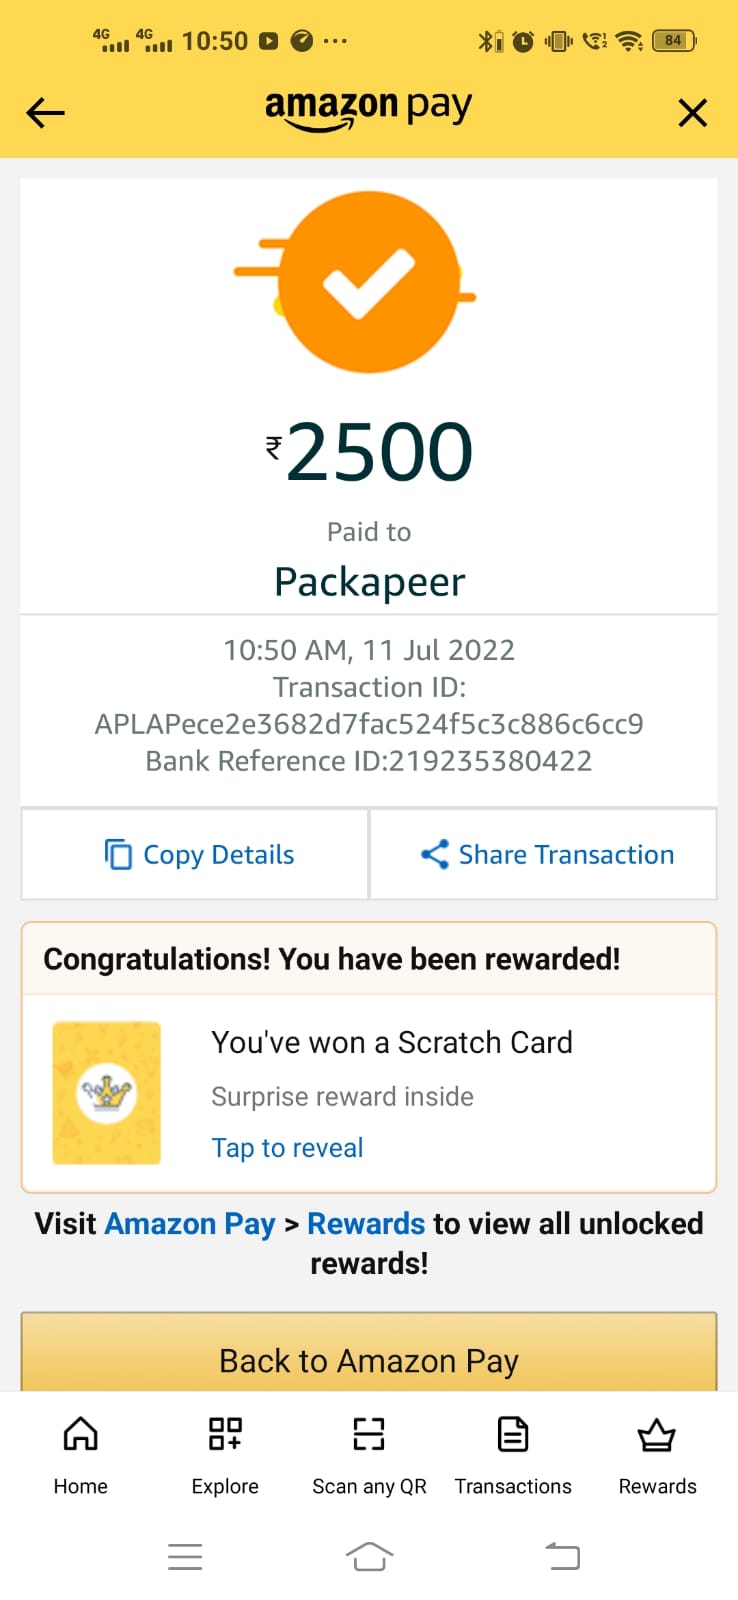 4G 4G 10:50 ... 84
amazon pay
₹2500
Paid to
Packapeer
10:50 AM, 11 Jul 2022
Transaction ID:
APLAPece2e3682d7fac524f5c3c886c6cc9
Bank Reference ID:219235380422
Copy Details
Share Transaction
Congratulations! You have been rewarded!
You've won a Scratch Card
Surprise reward inside
Tap to reveal
Visit Amazon Pay > Rewards to view all unlocked
rewards!
Back to Amazon Pay
Home Explore Scan any QR Transactions Rewards